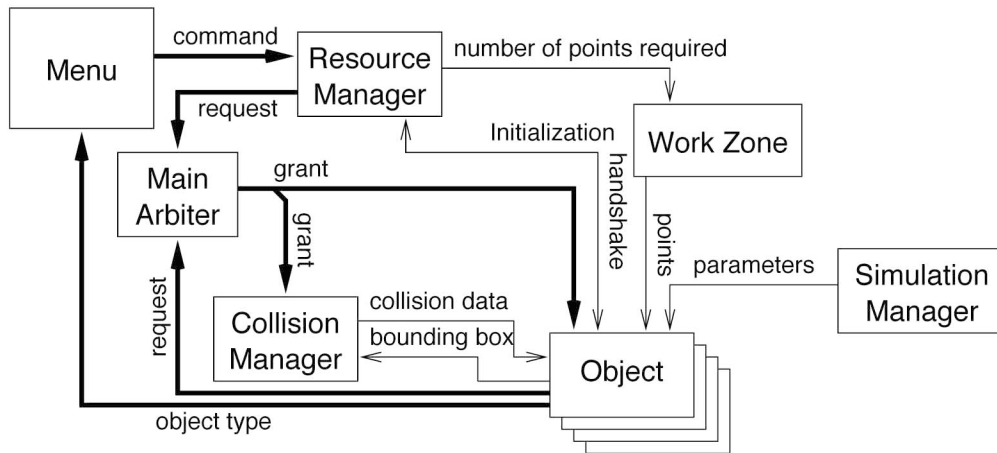 Menu
command
Resource
Manager
number of points required
request
Initialization
handshake
Work Zone
Main
Arbiter
grant
grant
points
parameters
Simulation
Manager
request
Collision
Manager
collision data
bounding box
Object
object type